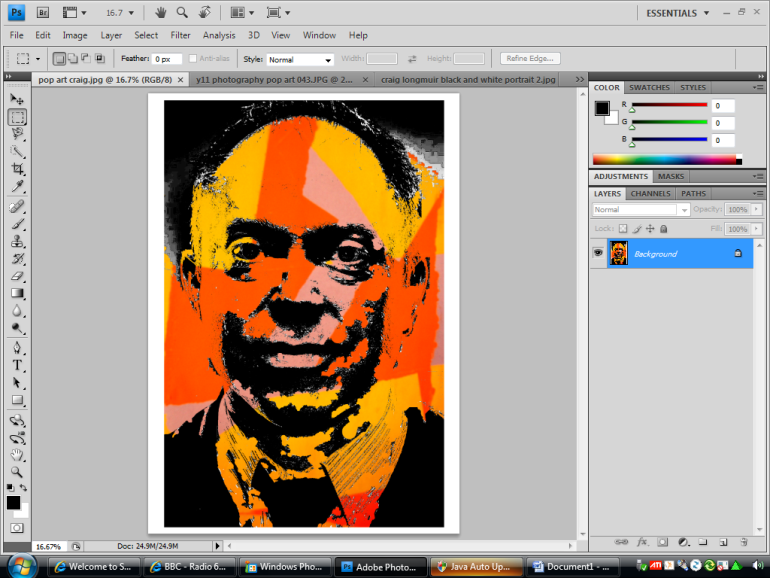 Ps Br 16.7 ESSENTIALS
File Edit Image Layer Select Filter Analysis 3D View Window Help
Feather: 0 px Anti-alias Style: Normal Width: Height: Refine Edge...
pop art craig.jpg @ 16.7% (RGB/8) × y11 photography pop art 043.JPG @ 2... × craig longmuir black and white portrait 2.jpg
COLOR SWATCHES STYLES
R 0
G 0
B 0
ADJUSTMENTS MASKS
LAYERS CHANNELS PATHS
Normal Opacity: 100%
Lock: Fill: 100%
Background
16.67% Doc: 24.9M/24.9M
Welcome to S... BBC - Radio 6... Windows Pho... Ps Adobe Photo... Java Auto Up... Document1 - ...